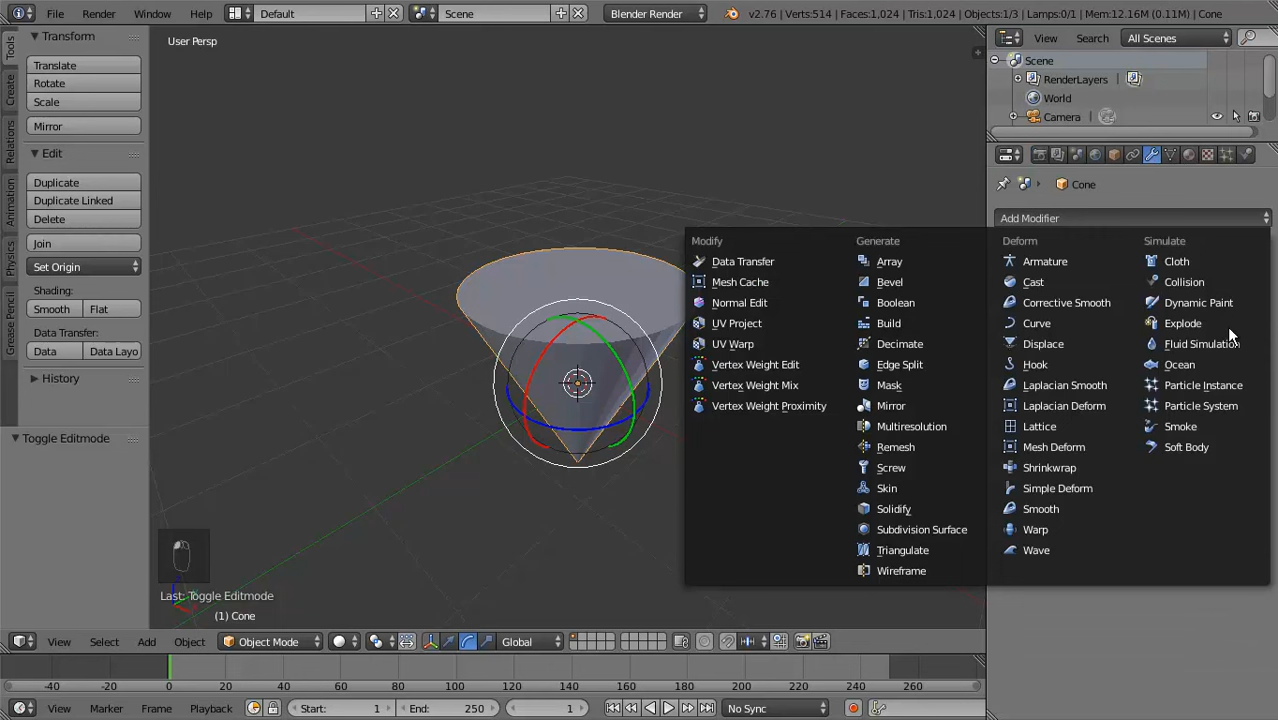 File Render Window Help Default Scene Blender Render v2.76 | Verts:514 | Faces:1,024 | Tris:1,024 | Objects:1/3 | Lamps:0/1 | Mem:12.16M (0.11M) | Cone
Tools
Create
Relations
Animation
Physics
Grease Pencil
Transform
Translate
Rotate
Scale
Mirror
Edit
Duplicate
Duplicate Linked
Delete
Join
Set Origin
Shading:
Smooth Flat
Data Transfer:
Data Data Layo
History
Toggle Editmode
User Persp
Last: Toggle Editmode
(1) Cone
View Search All Scenes
Scene
RenderLayers
World
Camera
Cone
Add Modifier
Modify
Data Transfer
Mesh Cache
Normal Edit
UV Project
UV Warp
Vertex Weight Edit
Vertex Weight Mix
Vertex Weight Proximity
Generate
Array
Bevel
Boolean
Build
Decimate
Edge Split
Mask
Mirror
Multiresolution
Remesh
Screw
Skin
Solidify
Subdivision Surface
Triangulate
Wireframe
Deform
Armature
Cast
Corrective Smooth
Curve
Displace
Hook
Laplacian Smooth
Laplacian Deform
Lattice
Mesh Deform
Shrinkwrap
Simple Deform
Smooth
Warp
Wave
Simulate
Cloth
Collision
Dynamic Paint
Explode
Fluid Simulation
Ocean
Particle Instance
Particle System
Smoke
Soft Body
View Select Add Object Object Mode Global
-40 -20 0 20 40 60 80 100 120 140 160 180 200 220 240 260
View Marker Frame Playback Start: 1 End: 250 1 No Sync